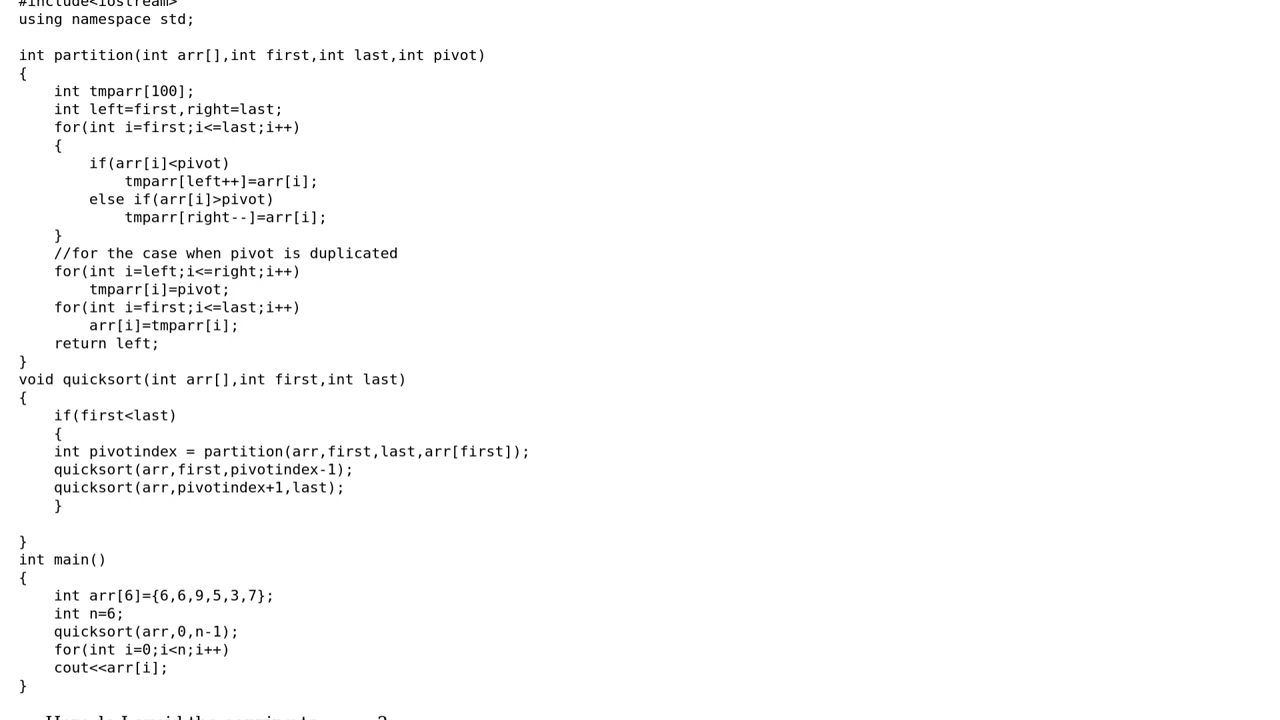 #include<iostream>
using namespace std;

int partition(int arr[],int first,int last,int pivot)
{
    int tmparr[100];
    int left=first,right=last;
    for(int i=first;i<=last;i++)
    {
        if(arr[i]<pivot)
            tmparr[left++]=arr[i];
        else if(arr[i]>pivot)
            tmparr[right--]=arr[i];
    }
    //for the case when pivot is duplicated
    for(int i=left;i<=right;i++)
        tmparr[i]=pivot;
    for(int i=first;i<=last;i++)
        arr[i]=tmparr[i];
    return left;
}
void quicksort(int arr[],int first,int last)
{
    if(first<last)
    {
    int pivotindex = partition(arr,first,last,arr[first]);
    quicksort(arr,first,pivotindex-1);
    quicksort(arr,pivotindex+1,last);
    }

}
int main()
{
    int arr[6]={6,6,9,5,3,7};
    int n=6;
    quicksort(arr,0,n-1);
    for(int i=0;i<n;i++)
    cout<<arr[i];
}